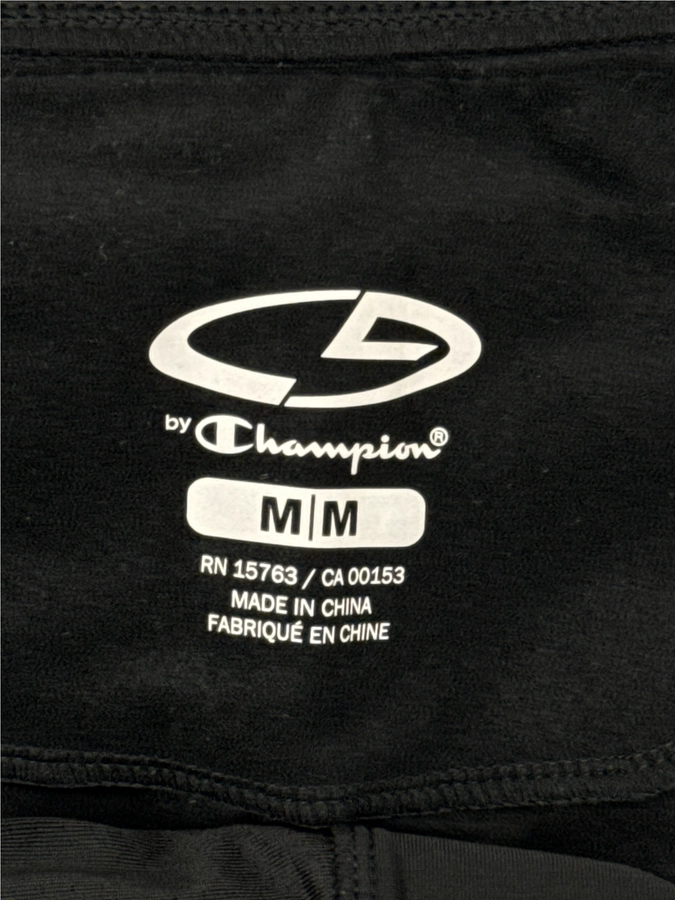 by Champion®
M|M
RN 15763 / CA 00153
MADE IN CHINA
FABRIQUÉ EN CHINE